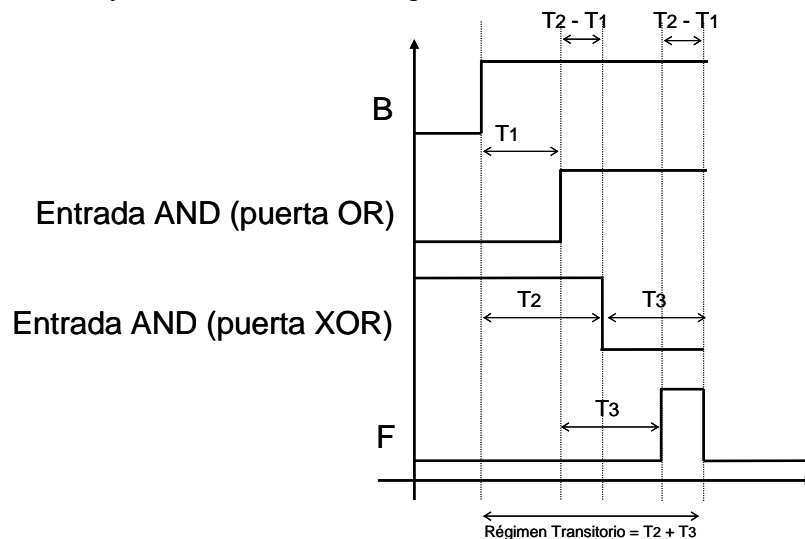 T2 - T1 T2 - T1
B
T1
Entrada AND (puerta OR)
T2 T3
Entrada AND (puerta XOR)
T3
F
Régimen Transitorio = T2 + T3